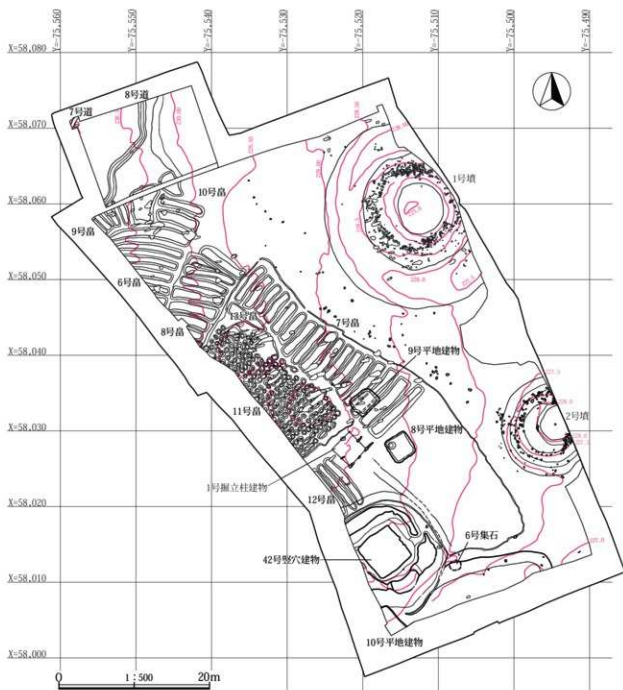 Y=-75,560
Y=-75,550
Y=-75,540
Y=-75,530
Y=-75,520
Y=-75,510
Y=-75,500
Y=-75,490
X=58,080
8号道
7号道
X=58,070
1号墳
10号畠
X=58,060
9号畠
6号畠
X=58,050
8号畠
13号畠
7号畠
X=58,040
9号平地建物
11号畠
2号墳
X=58,030
8号平地建物
1号掘立柱建物
12号畠
X=58,020
6号集石
42号竪穴建物
X=58,010
10号平地建物
X=58,000
0
1:500
20m